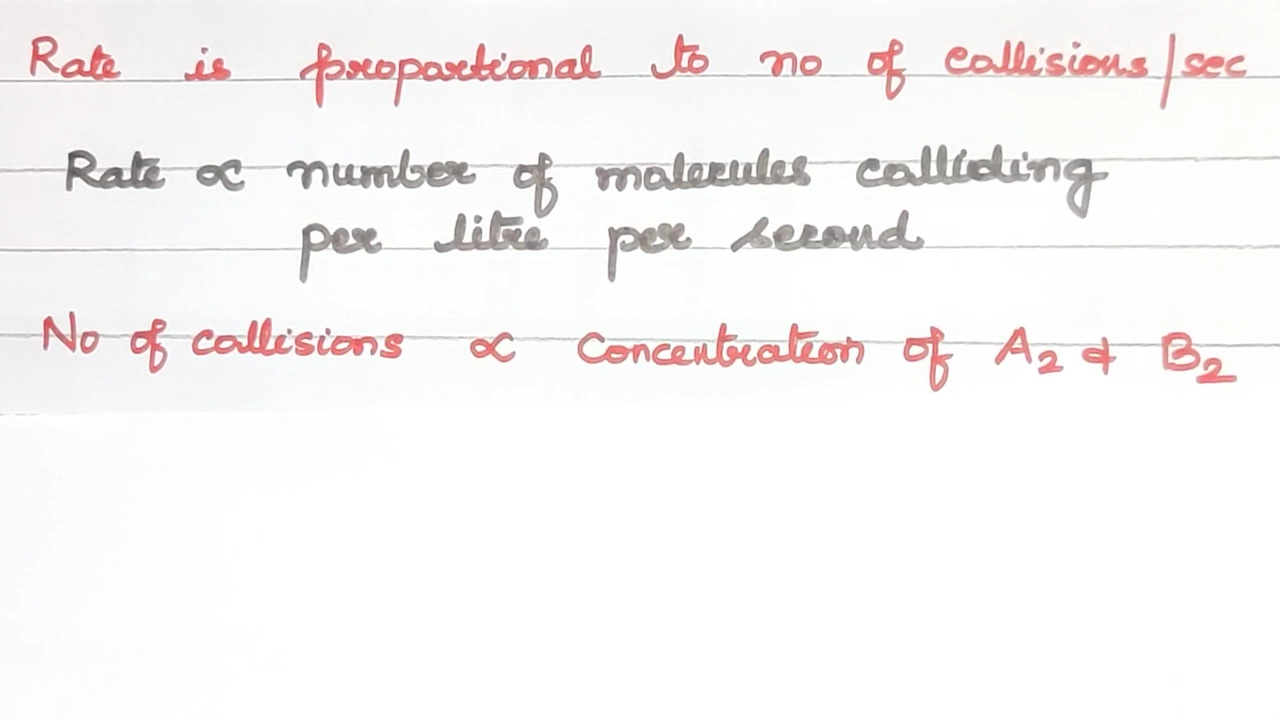 Rate is proportional to no of collisions/sec
Rate ∝ number of molecules colliding
per litre per second
No of collisions ∝ Concentration of A₂ & B₂